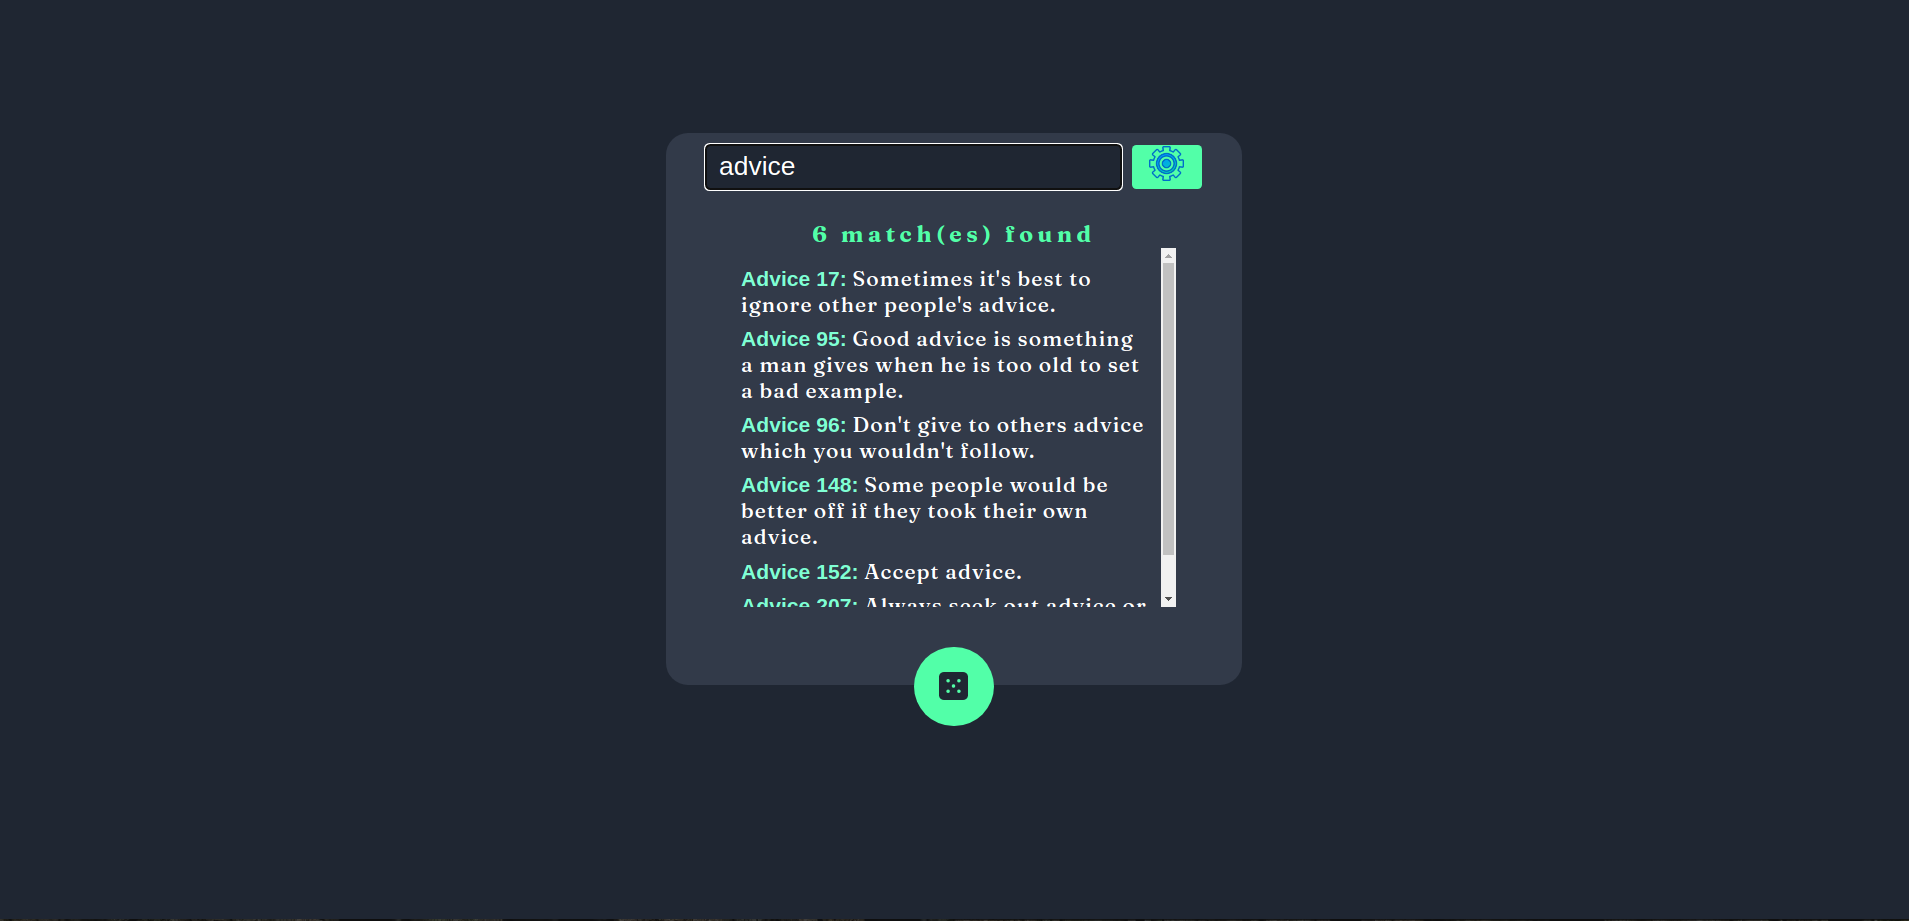 advice
6 match(es) found
Advice 17: Sometimes it's best to
ignore other people's advice.
Advice 95: Good advice is something
a man gives when he is too old to set
a bad example.
Advice 96: Don't give to others advice
which you wouldn't follow.
Advice 148: Some people would be
better off if they took their own
advice.
Advice 152: Accept advice.
Advice 207: Always seek out advice or